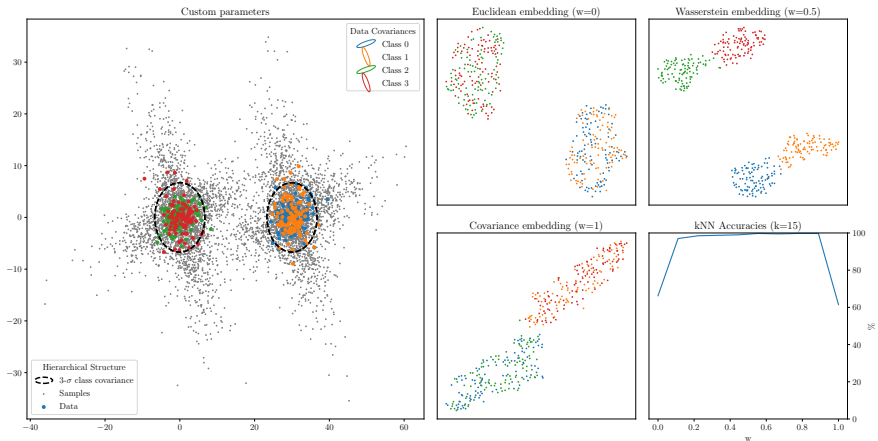 Custom parameters
Data Covariances
Class 0
Class 1
Class 2
Class 3
30
20
10
0
−10
−20
−30
Hierarchical Structure
3-σ class covariance
Samples
Data
−40
−20
0
20
40
60
Euclidean embedding (w=0)
Wasserstein embedding (w=0.5)
Covariance embedding (w=1)
kNN Accuracies (k=15)
100
80
60
40
20
0
%
0.0
0.2
0.4
0.6
0.8
1.0
w